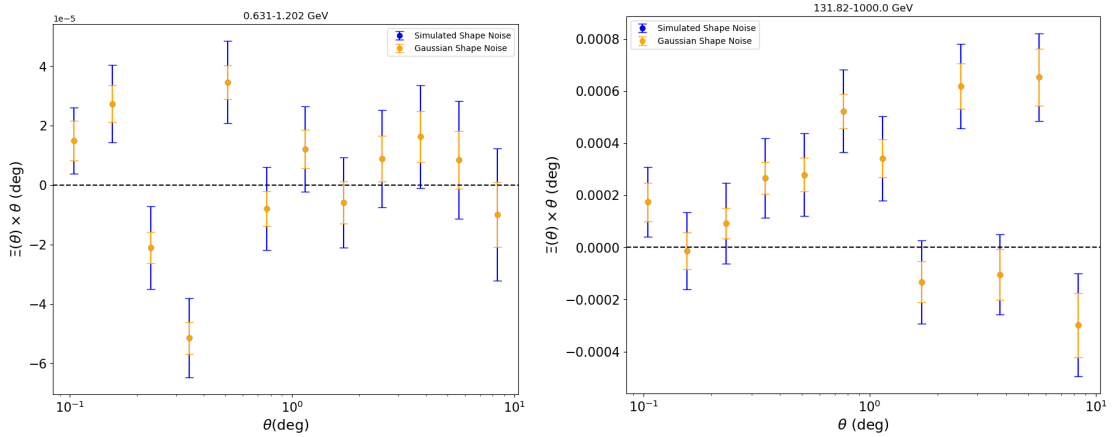 0.631-1.202 GeV
1e−5
Simulated Shape Noise
Gaussian Shape Noise
4
2
0
−2
−4
−6
Ξ(θ) × θ (deg)
10⁻¹
10⁰
10¹
θ(deg)
131.82-1000.0 GeV
Simulated Shape Noise
Gaussian Shape Noise
0.0008
0.0006
0.0004
0.0002
0.0000
−0.0002
−0.0004
Ξ(θ) × θ (deg)
10⁻¹
10⁰
10¹
θ (deg)